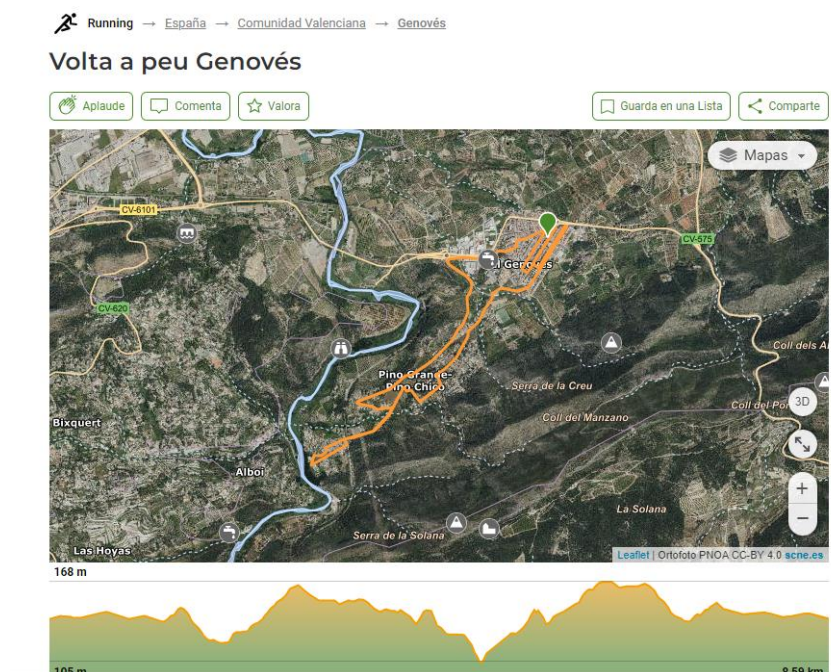 Running → España → Comunidad Valenciana → Genovés
Volta a peu Genovés
Aplaude
Comenta
Valora
Guarda en una Lista
Comparte
Mapas
CV-6101
CV-575
CV-620
Coll dels
Pino Grande-
Pino Chico
Serra de la Creu
3D
Coll del Manzano
Bixquert
Alboi
+
La Solana
−
Serra de la Solana
Las Hoyas
Leaflet | Ortofoto PNOA CC-BY 4.0 scne.es
168 m
105 m
8,59 km